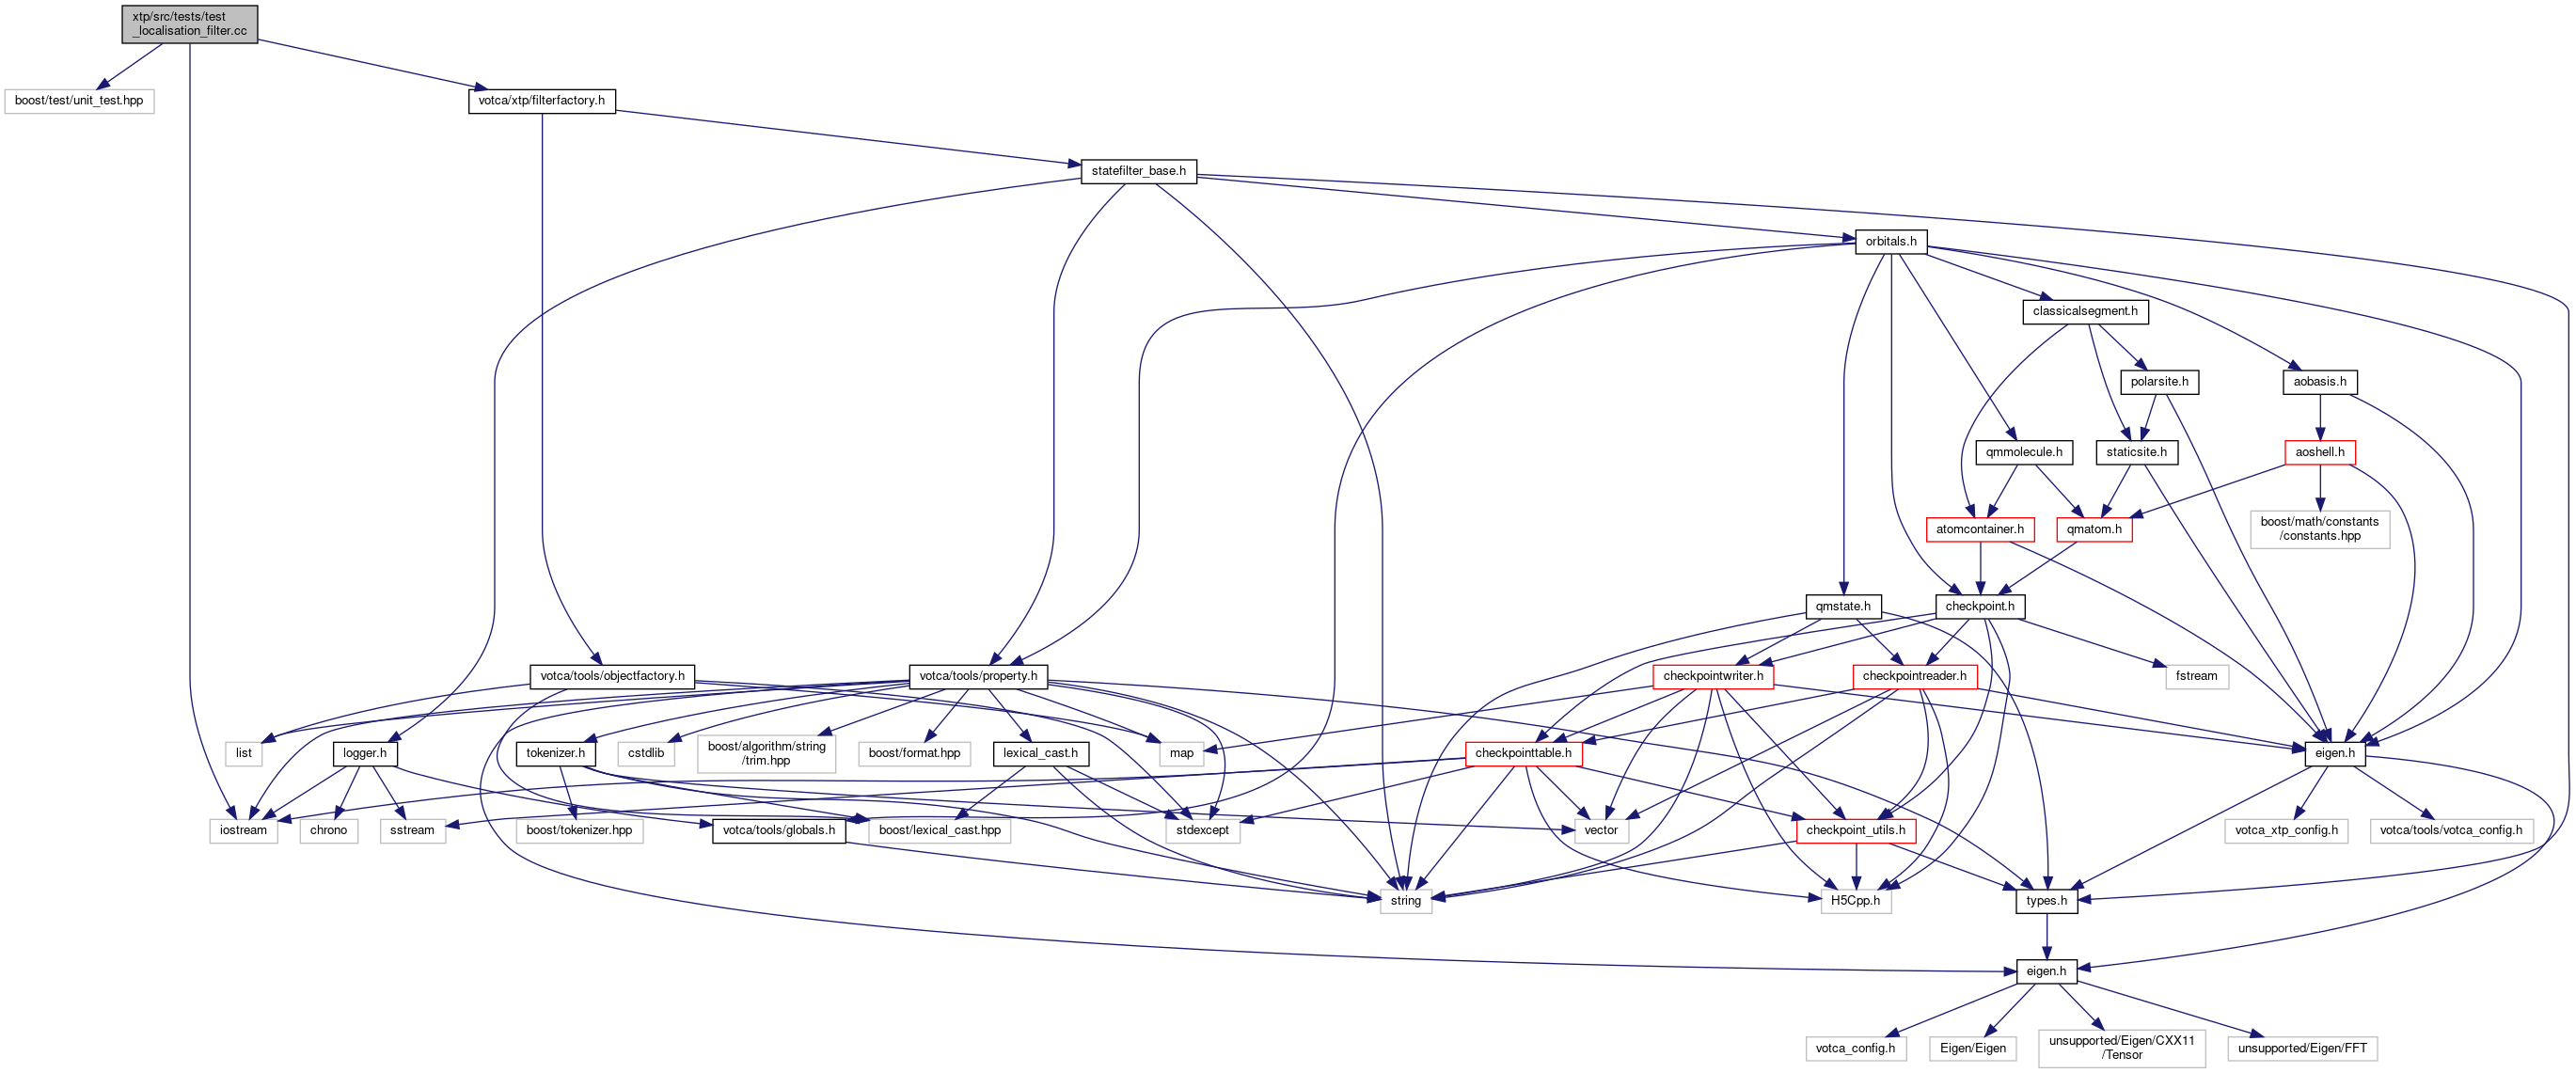 xtp/src/tests/test
_localisation_filter.cc
boost/test/unit_test.hpp
votca/xtp/filterfactory.h
statefilter_base.h
orbitals.h
classicalsegment.h
polarsite.h
aobasis.h
qmmolecule.h
staticsite.h
aoshell.h
atomcontainer.h
qmatom.h
boost/math/constants
/constants.hpp
qmstate.h
checkpoint.h
votca/tools/objectfactory.h
votca/tools/property.h
checkpointwriter.h
checkpointreader.h
fstream
list
logger.h
tokenizer.h
cstdlib
boost/algorithm/string
/trim.hpp
boost/format.hpp
lexical_cast.h
map
checkpointtable.h
eigen.h
iostream
chrono
sstream
boost/tokenizer.hpp
votca/tools/globals.h
boost/lexical_cast.hpp
stdexcept
vector
checkpoint_utils.h
votca_xtp_config.h
votca/tools/votca_config.h
string
H5Cpp.h
types.h
eigen.h
votca_config.h
Eigen/Eigen
unsupported/Eigen/CXX11
/Tensor
unsupported/Eigen/FFT